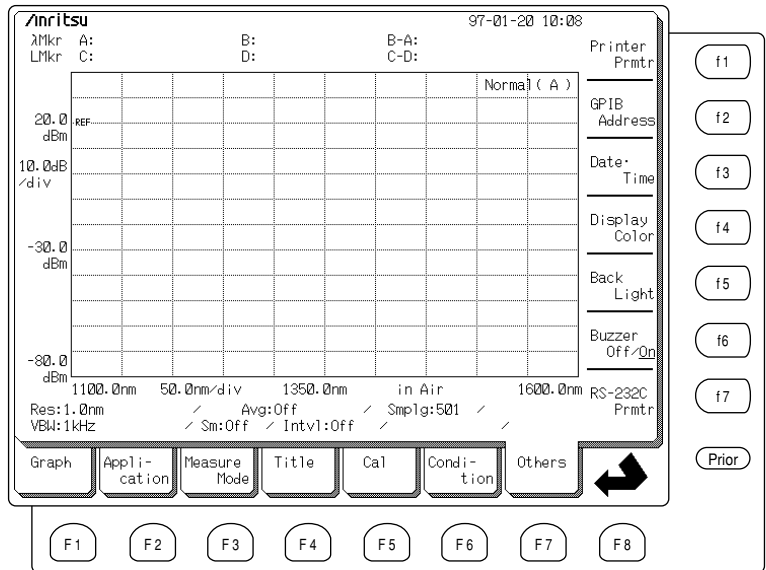 Anritsu 97-01-20 10:08
λMkr A: B: B-A:
LMkr C: D: C-D:
Normal( A )
20.0
dBm
REF
10.0dB
/div
-30.0
dBm
-80.0
dBm
1100.0nm 50.0nm/div 1350.0nm in Air 1600.0nm
Res:1.0nm / Avg:Off / Smplg:501 /
VBW:1kHz / Sm:Off / Intvl:Off / /
Printer
Prmtr
GPIB
Address
Date·
Time
Display
Color
Back
Light
Buzzer
Off/On
RS-232C
Prmtr
f1
f2
f3
f4
f5
f6
f7
Prior
Graph
Appli-
cation
Measure
Mode
Title
Cal
Condi-
tion
Others
F1 F2 F3 F4 F5 F6 F7 F8